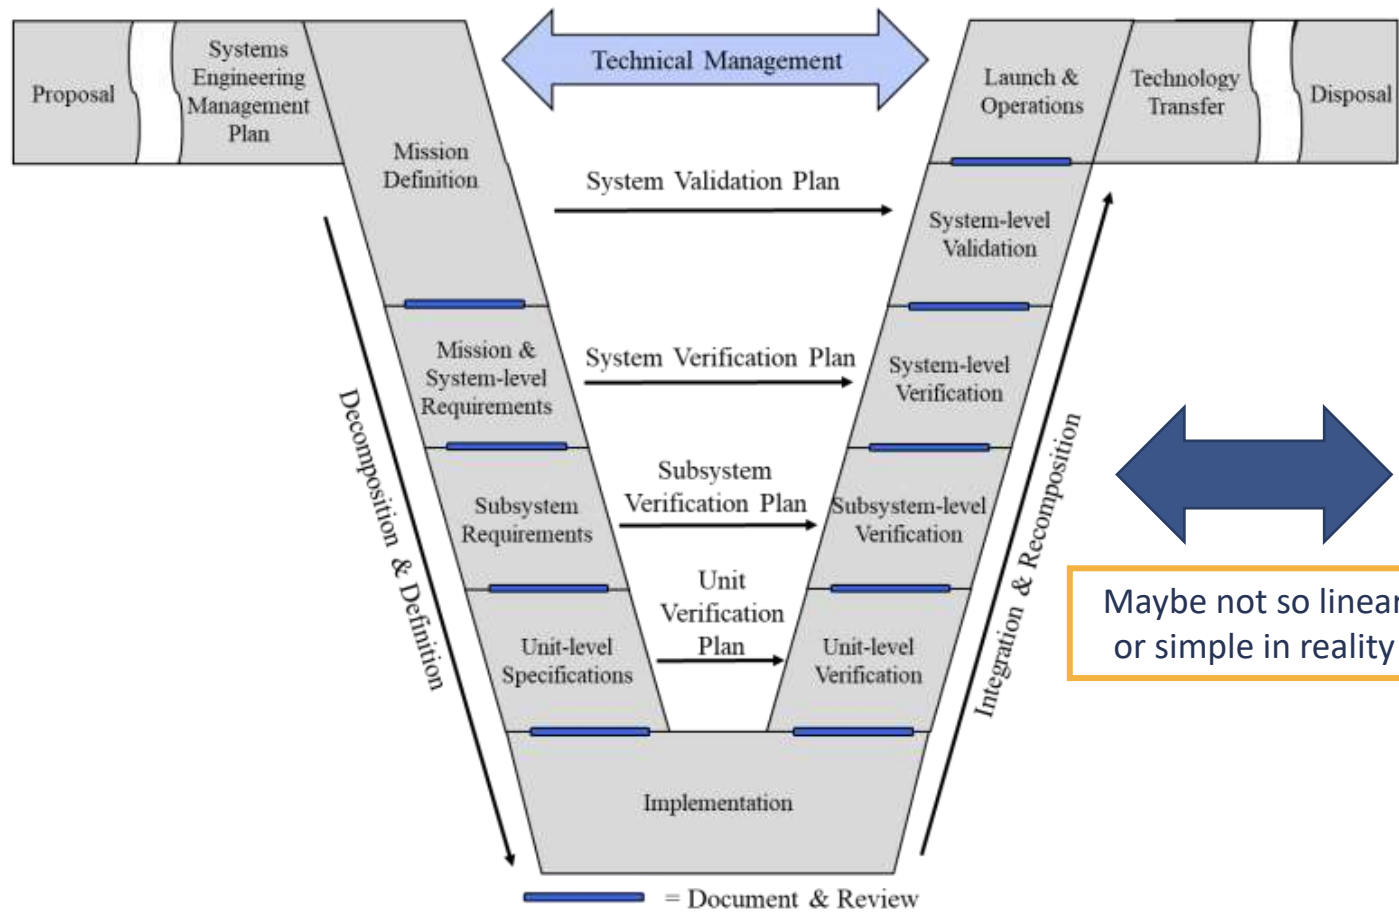 Proposal
Systems
Engineering
Management
Plan
Technical Management
Launch &
Operations
Technology
Transfer
Disposal
Mission
Definition
System Validation Plan
System-level
Validation
Mission &
System-level
Requirements
System Verification Plan
System-level
Verification
Decomposition & Definition
Subsystem
Requirements
Subsystem
Verification Plan
Subsystem-level
Verification
Integration & Recomposition
Unit-level
Specifications
Unit
Verification
Plan
Unit-level
Verification
Maybe not so linear
or simple in reality
Implementation
= Document & Review